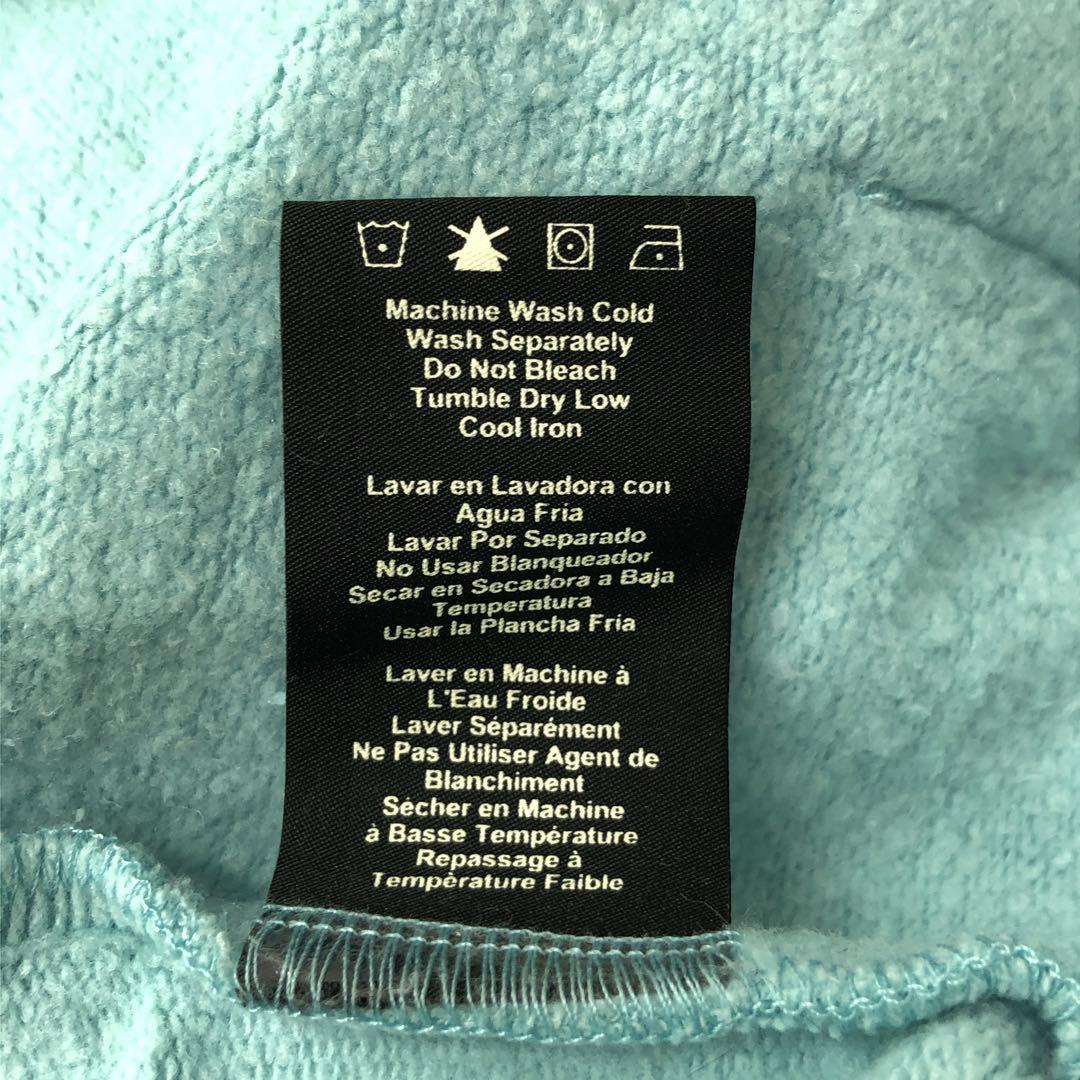 Machine Wash Cold
Wash Separately
Do Not Bleach
Tumble Dry Low
Cool Iron
Lavar en Lavadora con
Agua Fría
Lavar Por Separado
No Usar Blanqueador
Secar en Secadora a Baja
Temperatura
Usar la Plancha Fria
Laver en Machine à
L'Eau Froide
Laver Séparément
Ne Pas Utiliser Agent de
Blanchiment
Sécher en Machine
à Basse Température
Repassage à
Température Faible